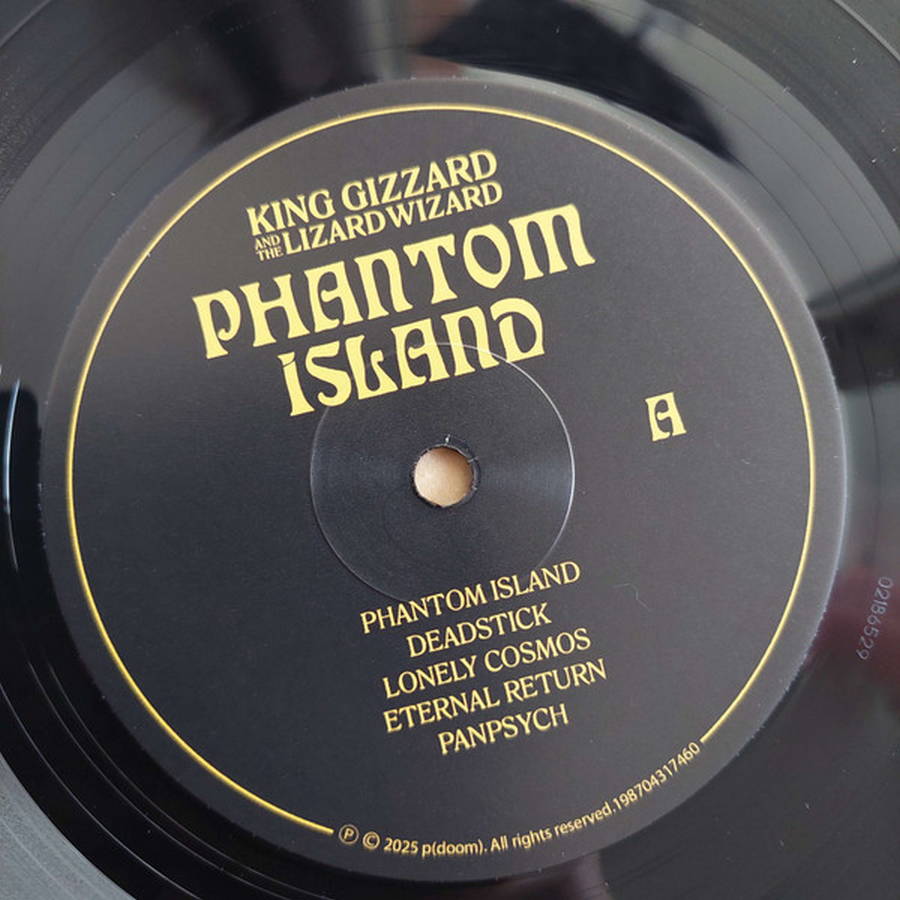 KING GIZZARD
AND THE LIZARD WIZARD
PHANTOM
ISLAND
A
PHANTOM ISLAND
DEADSTICK
LONELY COSMOS
ETERNAL RETURN
PANPSYCH
Ⓟ © 2025 p(doom). All rights reserved.198704317460
02186529